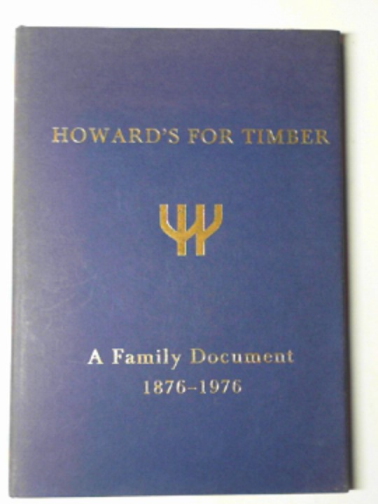 HOWARD'S FOR TIMBER
A Family Document
1876-1976